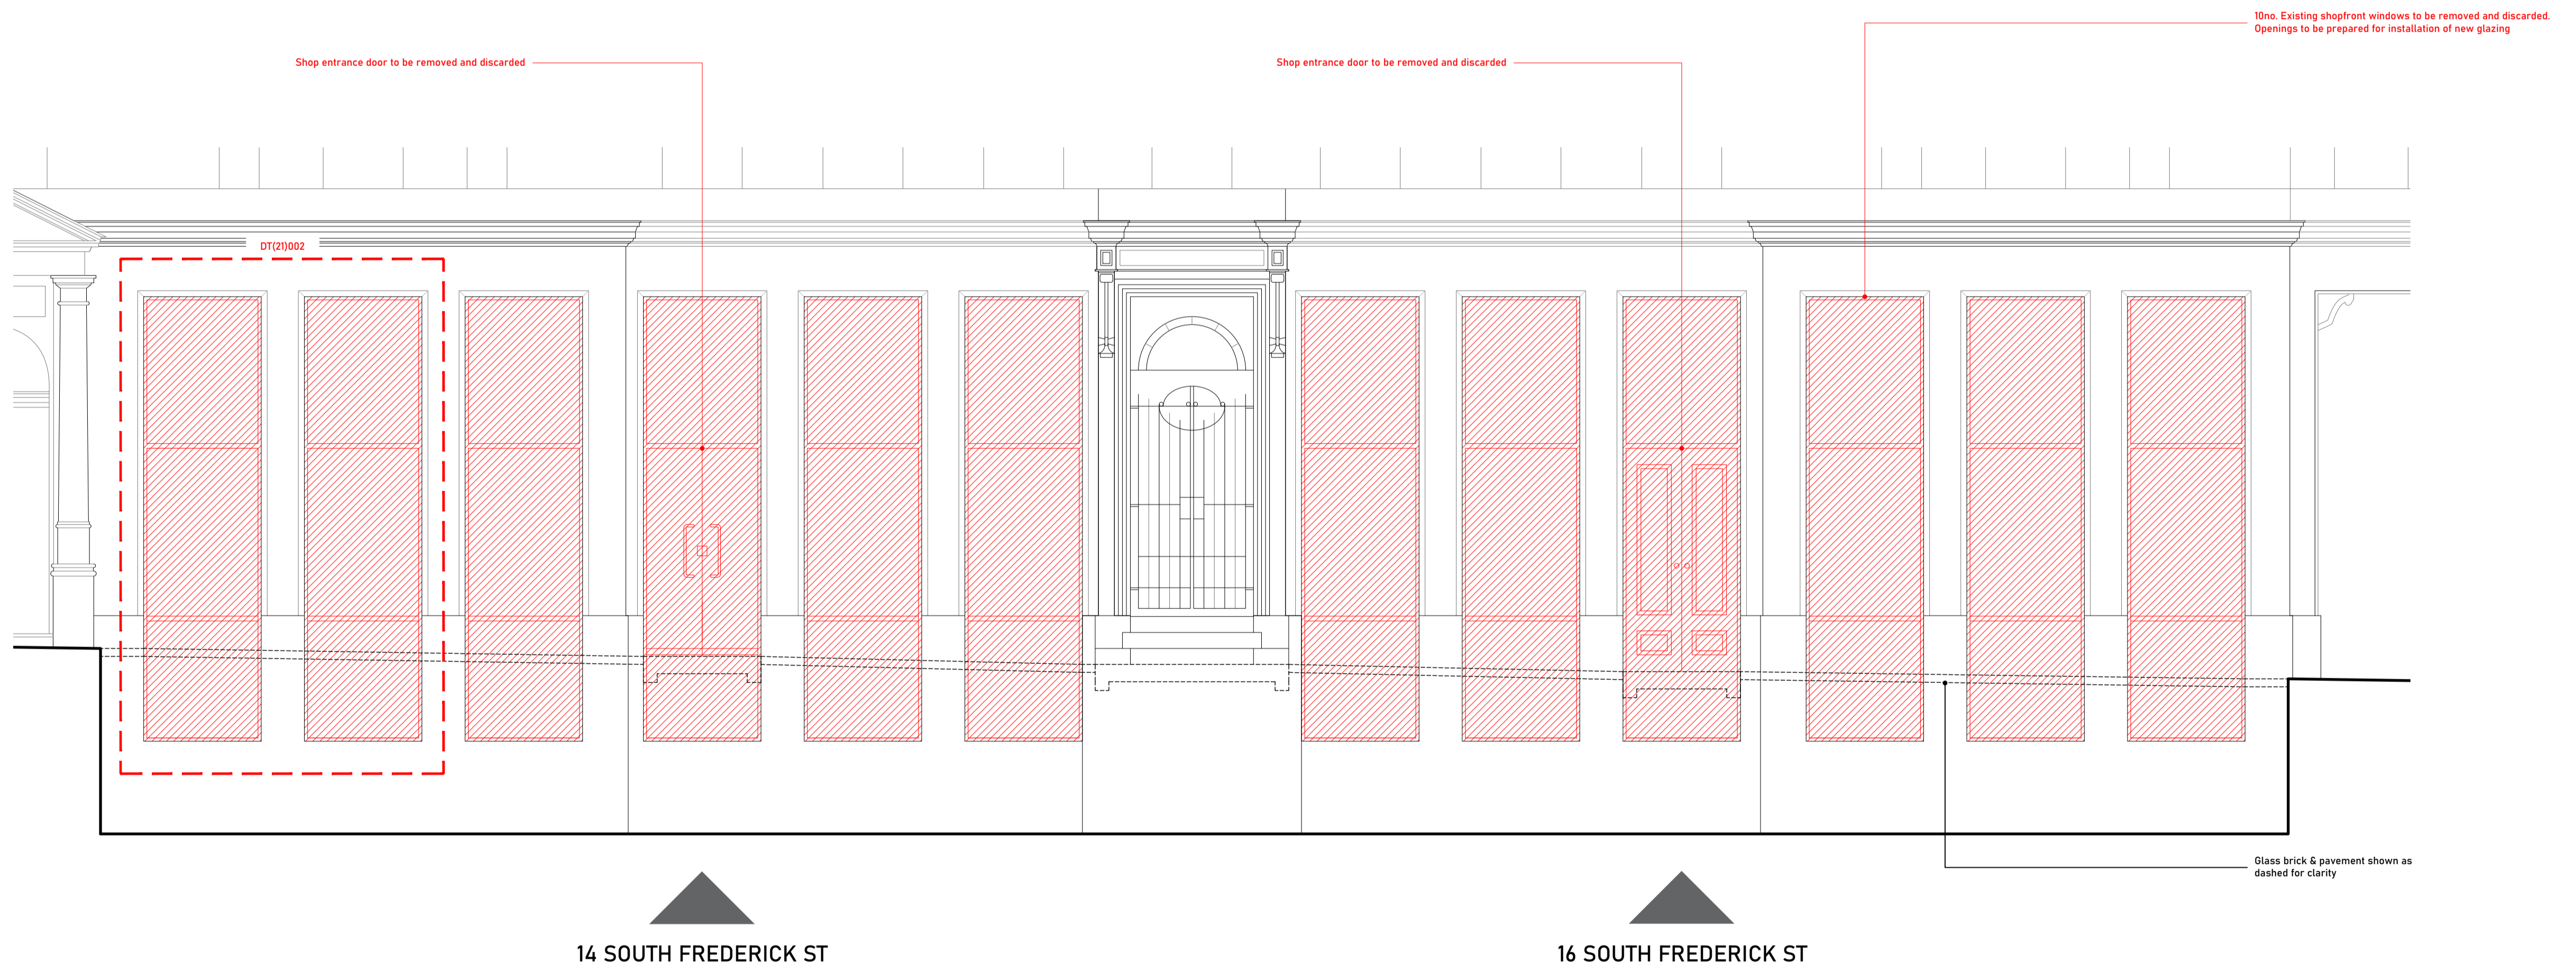 10no. Existing shopfront windows to be removed and discarded.
Openings to be prepared for installation of new glazing
Shop entrance door to be removed and discarded
Shop entrance door to be removed and discarded
DT(21)002
Glass brick & pavement shown as
dashed for clarity
14 SOUTH FREDERICK ST
16 SOUTH FREDERICK ST